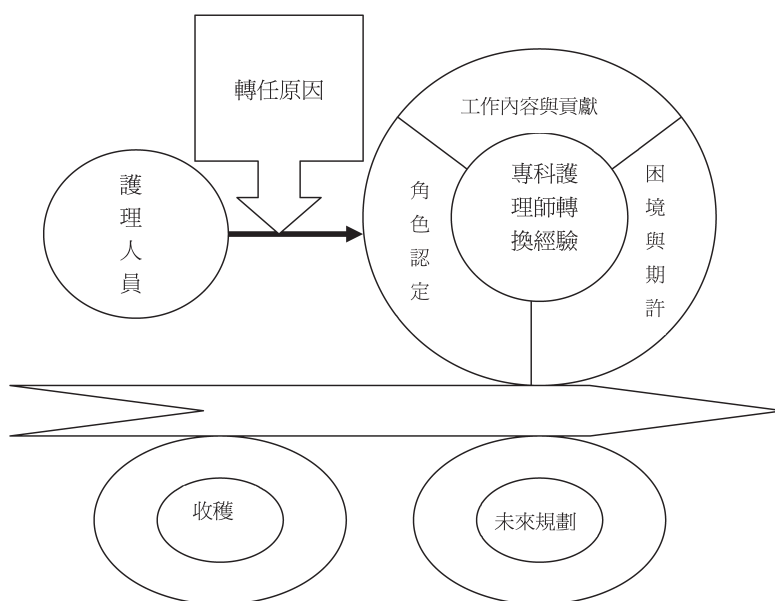 轉任原因
護理人員
工作內容與貢獻
角色認定
專科護
理師轉
換經驗
困境與期許
收穫
未來規劃